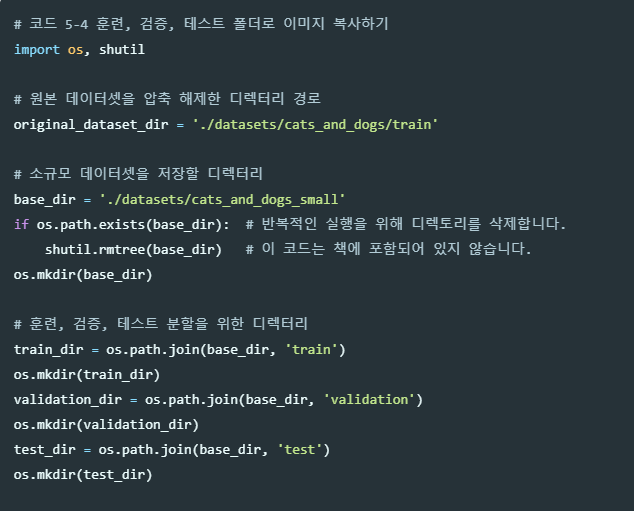 # 코드 5-4 훈련, 검증, 테스트 폴더로 이미지 복사하기
import os, shutil
# 원본 데이터셋을 압축 해제한 디렉터리 경로
original_dataset_dir = './datasets/cats_and_dogs/train'
# 소규모 데이터셋을 저장할 디렉터리
base_dir = './datasets/cats_and_dogs_small'
if os.path.exists(base_dir):  # 반복적인 실행을 위해 디렉토리를 삭제합니다.
    shutil.rmtree(base_dir)   # 이 코드는 책에 포함되어 있지 않습니다.
os.mkdir(base_dir)
# 훈련, 검증, 테스트 분할을 위한 디렉터리
train_dir = os.path.join(base_dir, 'train')
os.mkdir(train_dir)
validation_dir = os.path.join(base_dir, 'validation')
os.mkdir(validation_dir)
test_dir = os.path.join(base_dir, 'test')
os.mkdir(test_dir)